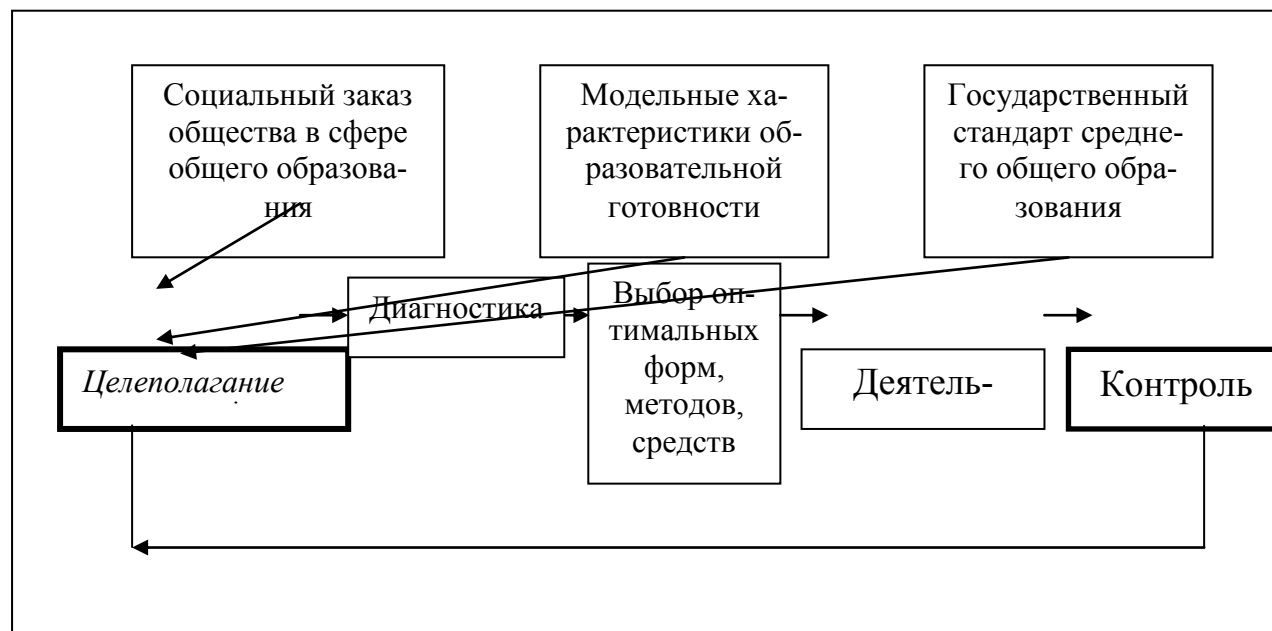 Социальный заказ
общества в сфере
общего образова-
ния
Модельные ха-
рактеристики об-
разовательной
готовности
Государственный
стандарт средне-
го общего обра-
зования
Целеполагание
Диагностика
Выбор оп-
тимальных
форм,
методов,
средств
Деятель-
Контроль